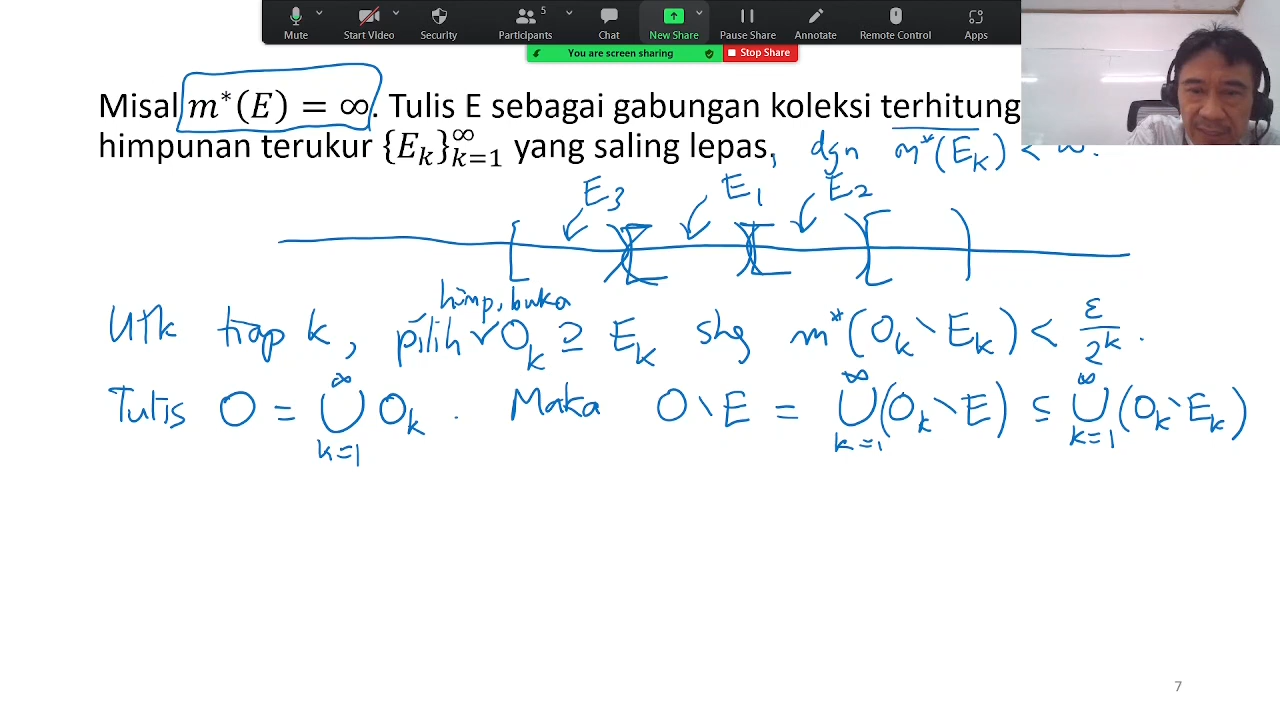 Mute Start Video Security Participants 5 Chat New Share Pause Share Annotate Remote Control Apps
You are screen sharing Stop Share
Misal m*(E) = ∞. Tulis E sebagai gabungan koleksi terhitung
himpunan terukur {E_k}_{k=1}^∞ yang saling lepas, dgn m*(E_k) < ∞.
E3 E1 E2
himp. buka
Utk tiap k, pilih O_k ⊇ E_k shg m*(O_k \ E_k) < ε/2^k.
Tulis O = ⋃_{k=1}^∞ O_k. Maka O \ E = ⋃_{k=1}^∞ (O_k \ E) ⊆ ⋃_{k=1}^∞ (O_k \ E_k)
7